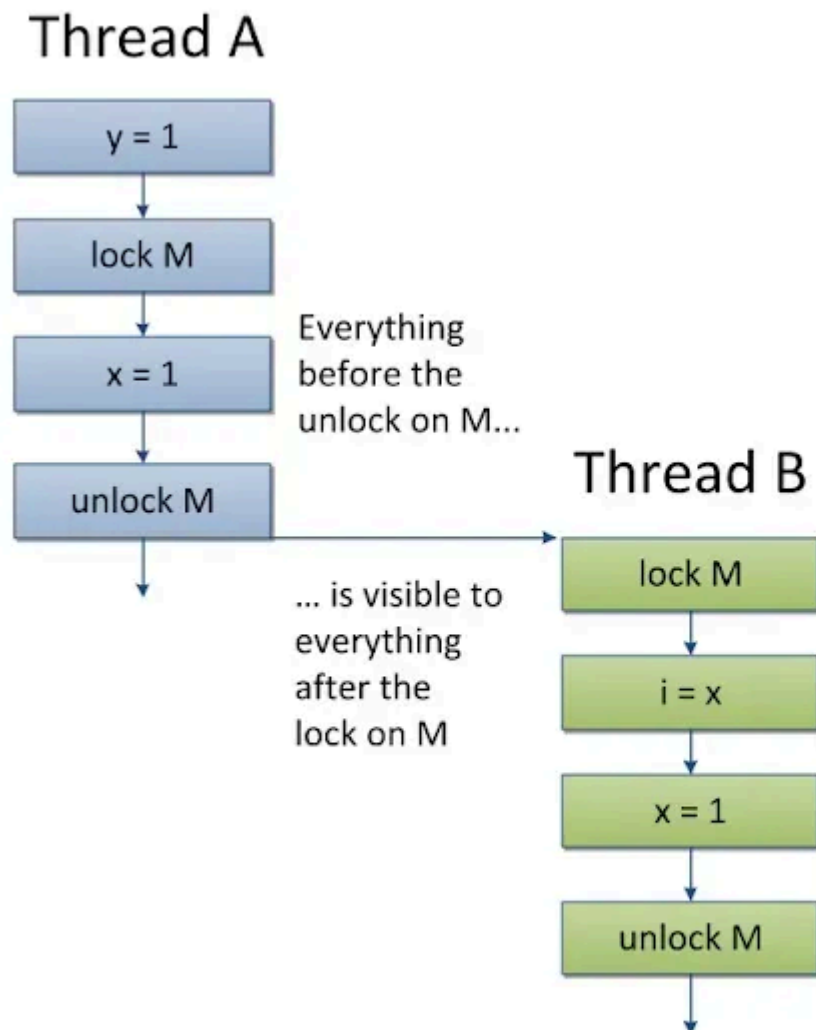 Thread A
y = 1
lock M
x = 1
unlock M
Everything
before the
unlock on M...
... is visible to
everything
after the
lock on M
Thread B
lock M
i = x
x = 1
unlock M